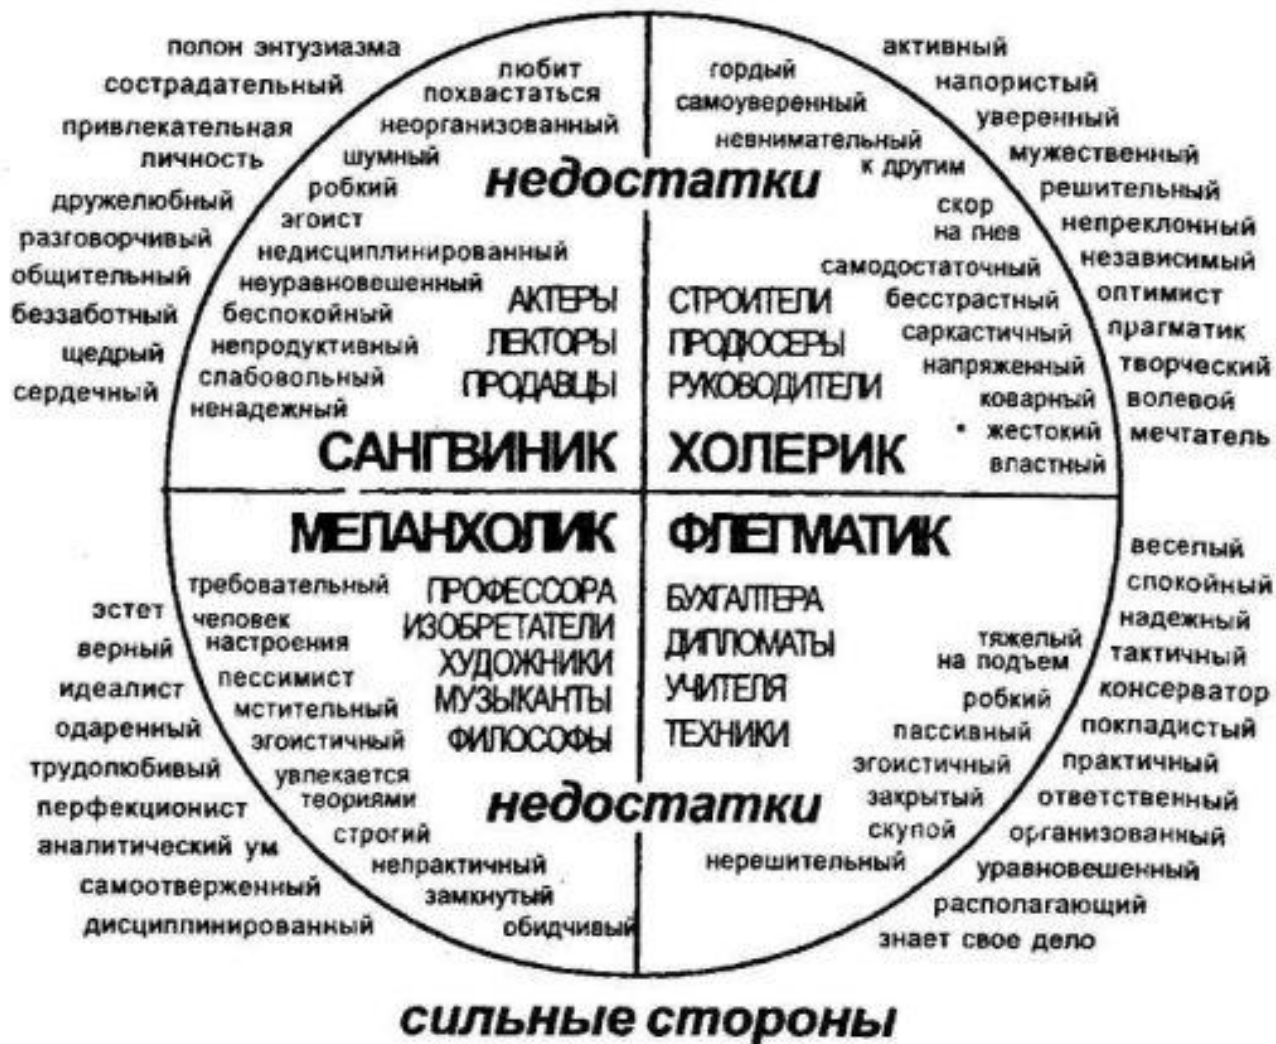 полон энтузиазма
сострадательный
привлекательная
личность
дружелюбный
разговорчивый
общительный
беззаботный
щедрый
сердечный
любит
похвастаться
неорганизованный
шумный
робкий
эгоист
недисциплинированный
неуравновешенный
беспокойный
непродуктивный
слабовольный
ненадежный
недостатки
АКТЕРЫ
ЛЕКТОРЫ
ПРОДАВЦЫ
САНГВИНИК
гордый
самоуверенный
невнимательный
к другим
скор
на гнев
самодостаточный
бесстрастный
саркастичный
напряженный
коварный
жестокий
властный
СТРОИТЕЛИ
ПРОДЮСЕРЫ
РУКОВОДИТЕЛИ
ХОЛЕРИК
активный
напористый
уверенный
мужественный
решительный
непреклонный
независимый
оптимист
прагматик
творческий
волевой
мечтатель
МЕЛАНХОЛИК
ПРОФЕССОРА
ИЗОБРЕТАТЕЛИ
ХУДОЖНИКИ
МУЗЫКАНТЫ
ФИЛОСОФЫ
требовательный
человек
настроения
пессимист
мстительный
эгоистичный
увлекается
теориями
строгий
непрактичный
замкнутый
обидчивый
эстет
верный
идеалист
одаренный
трудолюбивый
перфекционист
аналитический ум
самоотверженный
дисциплинированный
ФЛЕГМАТИК
БУХГАЛТЕРА
ДИПЛОМАТЫ
УЧИТЕЛЯ
ТЕХНИКИ
недостатки
тяжелый
на подъем
робкий
пассивный
эгоистичный
закрытый
скупой
нерешительный
веселый
спокойный
надежный
тактичный
консерватор
покладистый
практичный
ответственный
организованный
уравновешенный
располагающий
знает свое дело
сильные стороны